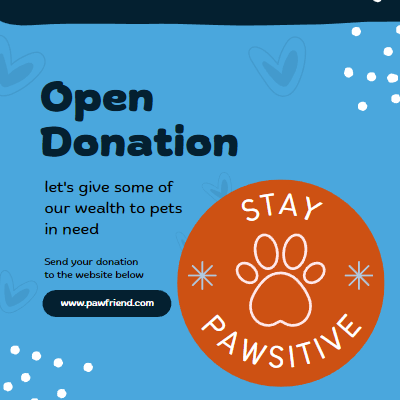 Open
Donation
let's give some of
our wealth to pets
in need
Send your donation
to the website below
www.pawfriend.com
STAY
PAWSITIVE